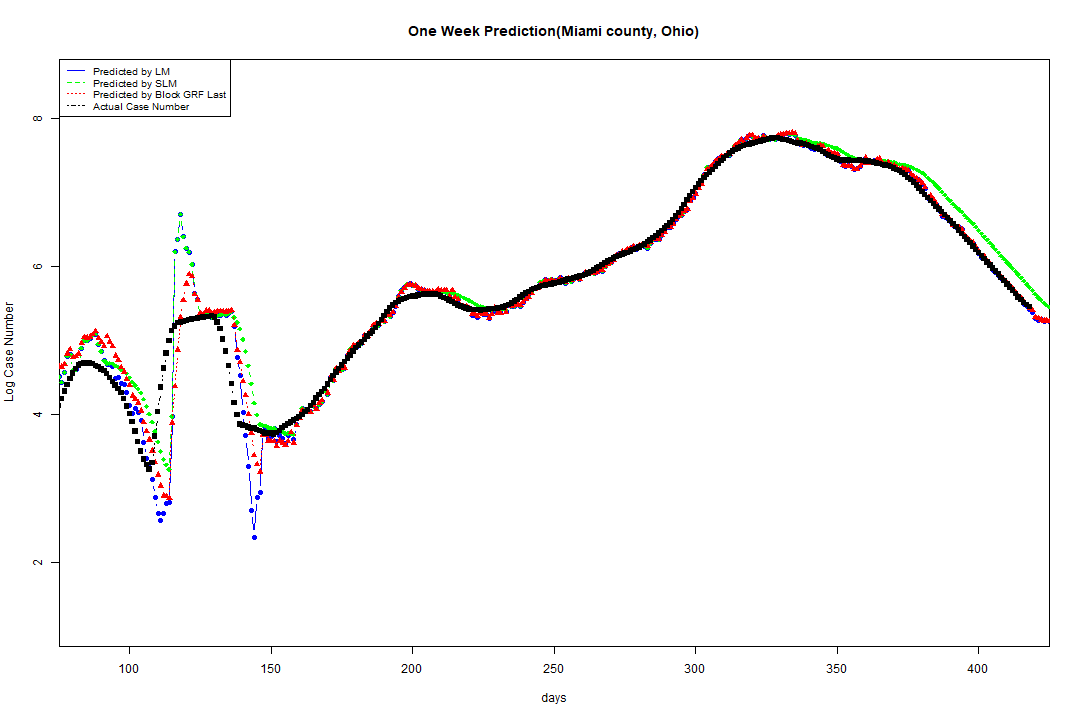 One Week Prediction(Miami county, Ohio)
Predicted by LM
Predicted by SLM
Predicted by Block GRF Last
Actual Case Number
8
6
4
2
Log Case Number
100 150 200 250 300 350 400
days